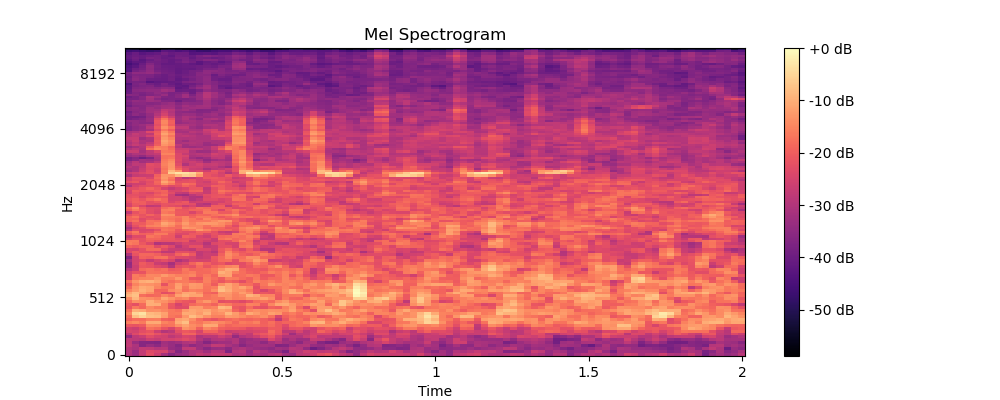 Mel Spectrogram
Hz
8192
4096
2048
1024
512
0
0
0.5
1
1.5
2
Time
+0 dB
-10 dB
-20 dB
-30 dB
-40 dB
-50 dB